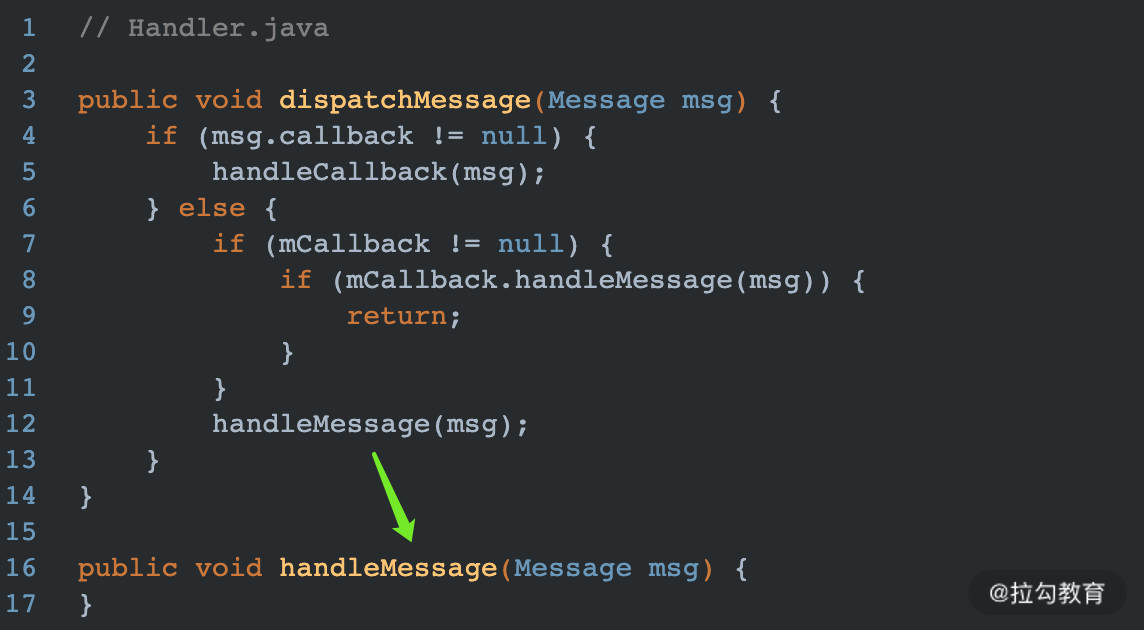 1 // Handler.java
2
3 public void dispatchMessage(Message msg) {
4     if (msg.callback != null) {
5         handleCallback(msg);
6     } else {
7         if (mCallback != null) {
8             if (mCallback.handleMessage(msg)) {
9                 return;
10             }
11         }
12         handleMessage(msg);
13     }
14 }
15
16 public void handleMessage(Message msg) {
17 }
@拉勾教育